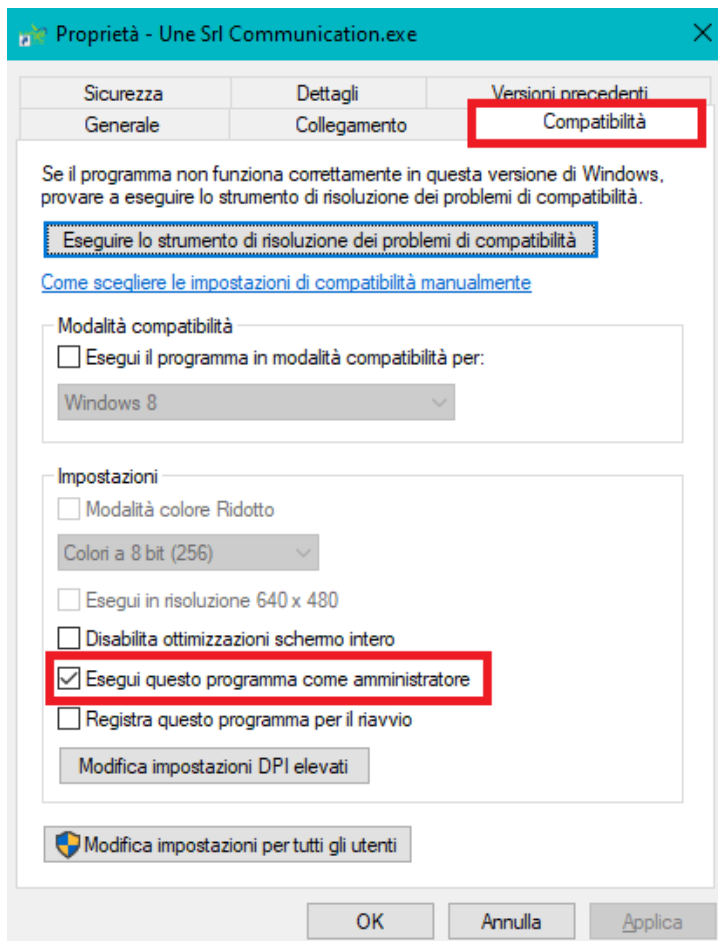 Proprietà - Une Srl Communication.exe
Sicurezza
Dettagli
Versioni precedenti
Generale
Collegamento
Compatibilità
Se il programma non funziona correttamente in questa versione di Windows,
provare a eseguire lo strumento di risoluzione dei problemi di compatibilità.
Eseguire lo strumento di risoluzione dei problemi di compatibilità
Come scegliere le impostazioni di compatibilità manualmente
Modalità compatibilità
Esegui il programma in modalità compatibilità per:
Windows 8
Impostazioni
Modalità colore Ridotto
Colori a 8 bit (256)
Esegui in risoluzione 640 x 480
Disabilita ottimizzazioni schermo intero
Esegui questo programma come amministratore
Registra questo programma per il riavvio
Modifica impostazioni DPI elevati
Modifica impostazioni per tutti gli utenti
OK
Annulla
Applica